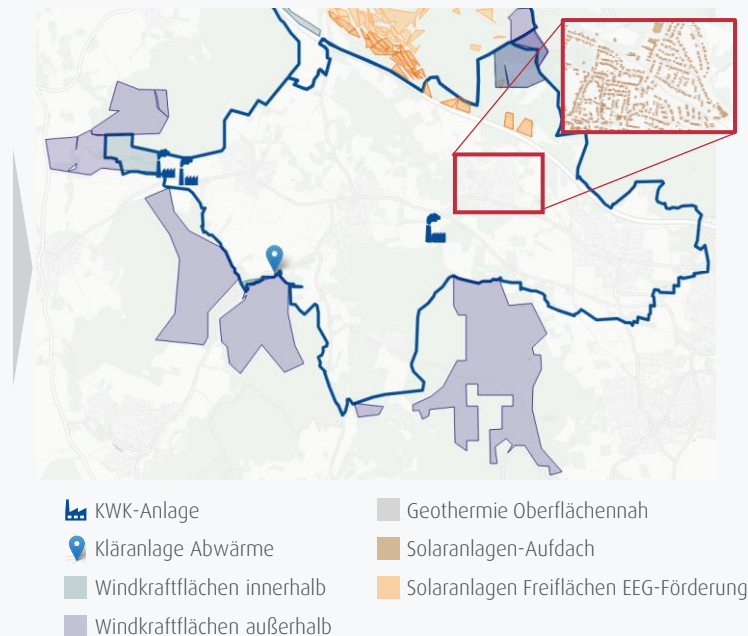 KWK-Anlage
Kläranlage Abwärme
Windkraftflächen innerhalb
Windkraftflächen außerhalb
Geothermie Oberflächennah
Solaranlagen-Aufdach
Solaranlagen Freiflächen EEG-Förderung